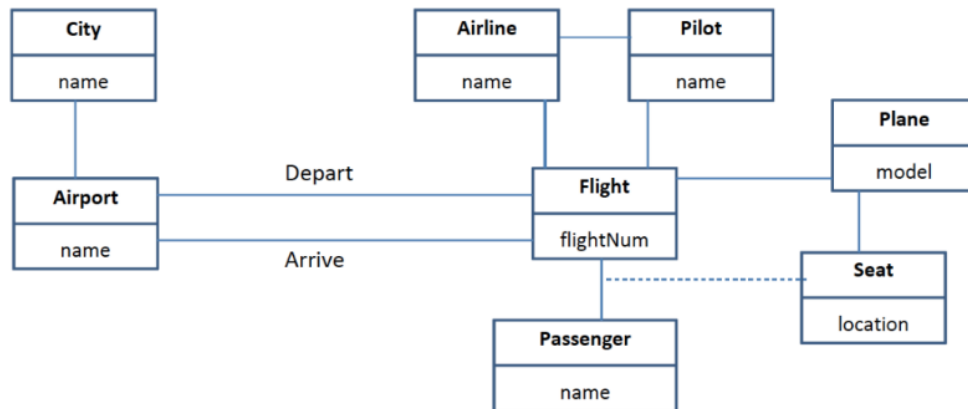 City
name
Airline
name
Pilot
name
Plane
model
Airport
name
Depart
Arrive
Flight
flightNum
Seat
location
Passenger
name